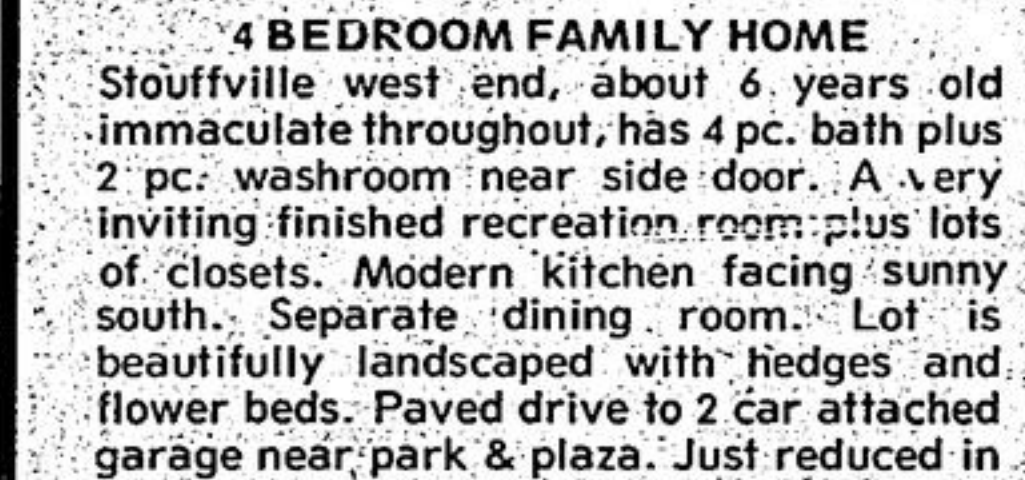 4 BEDROOM FAMILY HOME
Stouffville west end, about 6 years old
immaculate throughout, has 4 pc. bath plus
2 pc. washroom near side door. A very
inviting finished recreation room plus lots
of closets. Modern kitchen facing sunny
south. Separate dining room. Lot is
beautifully landscaped with hedges and
flower beds. Paved drive to 2 car attached
garage near park & plaza. Just reduced in